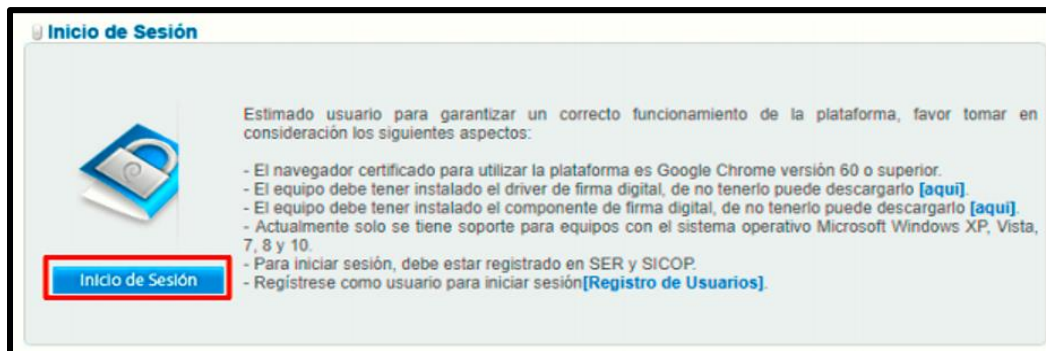 Inicio de Sesión
Estimado usuario para garantizar un correcto funcionamiento de la plataforma, favor tomar en
consideración los siguientes aspectos:
- El navegador certificado para utilizar la plataforma es Google Chrome versión 60 o superior.
- El equipo debe tener instalado el driver de firma digital, de no tenerlo puede descargarlo [aquí].
- El equipo debe tener instalado el componente de firma digital, de no tenerlo puede descargarlo [aquí].
- Actualmente solo se tiene soporte para equipos con el sistema operativo Microsoft Windows XP, Vista,
7, 8 y 10.
- Para iniciar sesión, debe estar registrado en SER y SICOP.
- Regístrese como usuario para iniciar sesión[Registro de Usuarios].
Inicio de Sesión